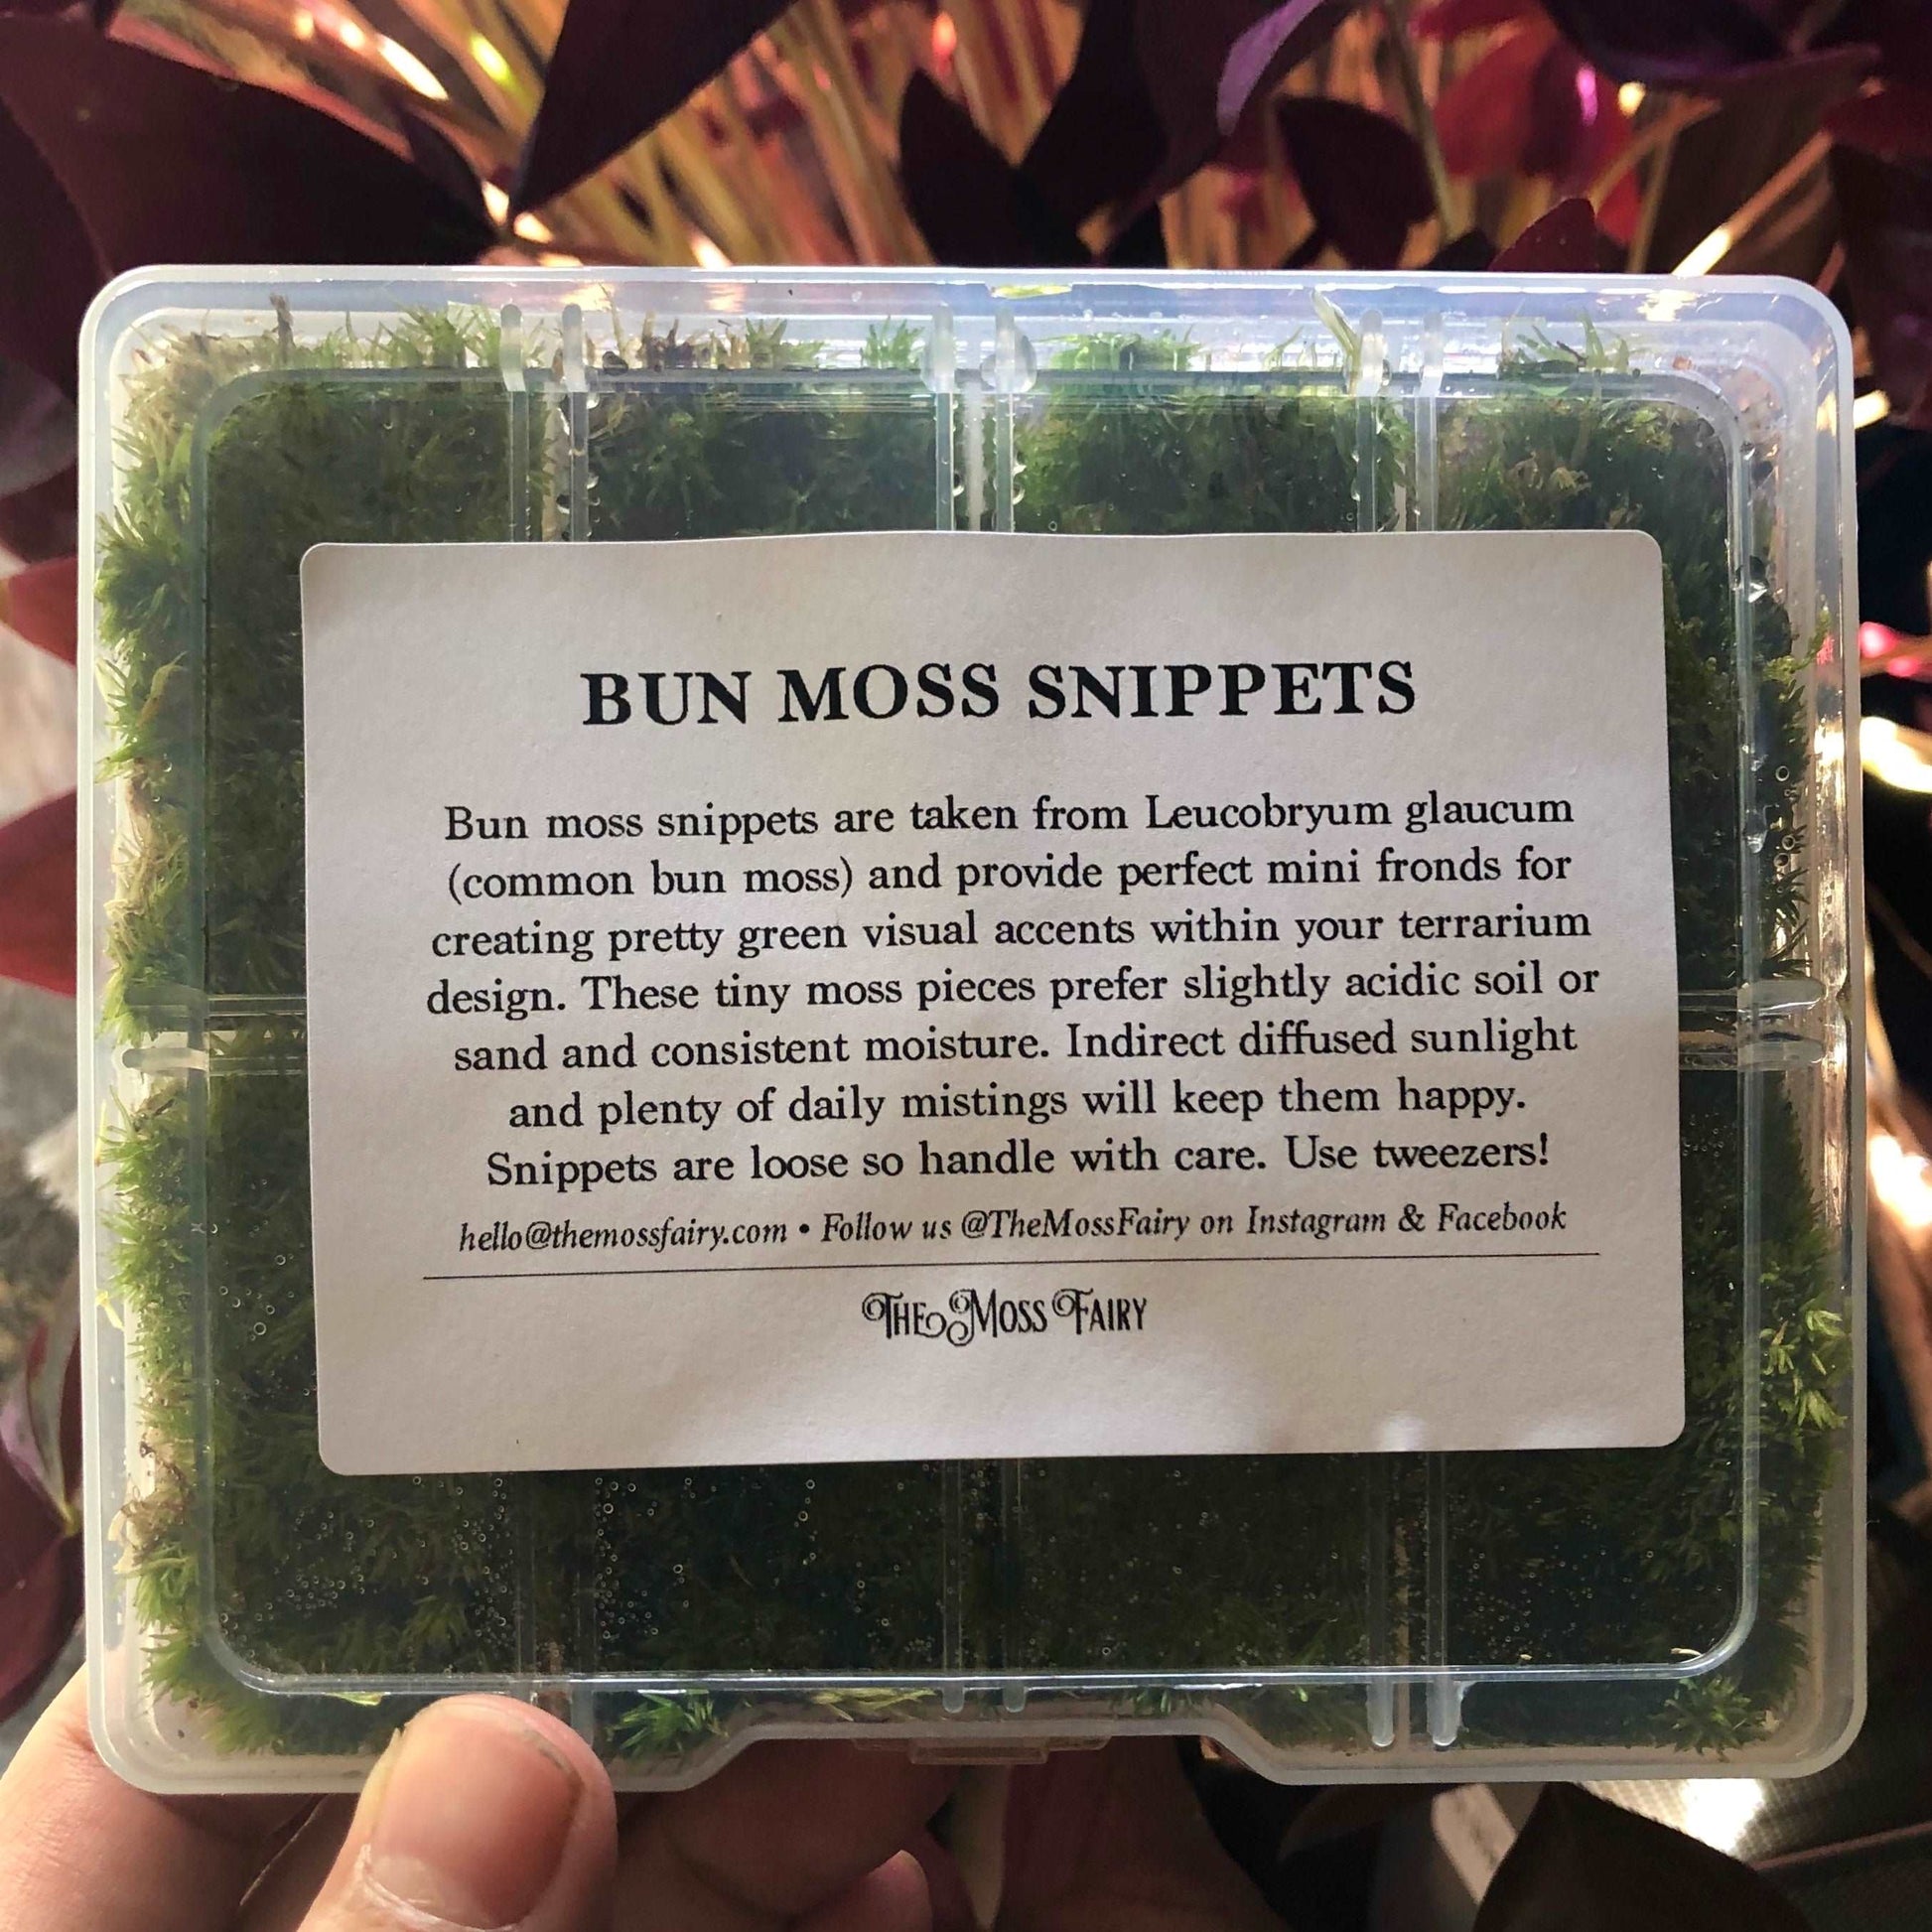 BUN MOSS SNIPPETS
Bun moss snippets are taken from Leucobryum glaucum
(common bun moss) and provide perfect mini fronds for
creating pretty green visual accents within your terrarium
design. These tiny moss pieces prefer slightly acidic soil or
sand and consistent moisture. Indirect diffused sunlight
and plenty of daily mistings will keep them happy.
Snippets are loose so handle with care. Use tweezers!
hello@themossfairy.com • Follow us @TheMossFairy on Instagram & Facebook
THE MOSS FAIRY